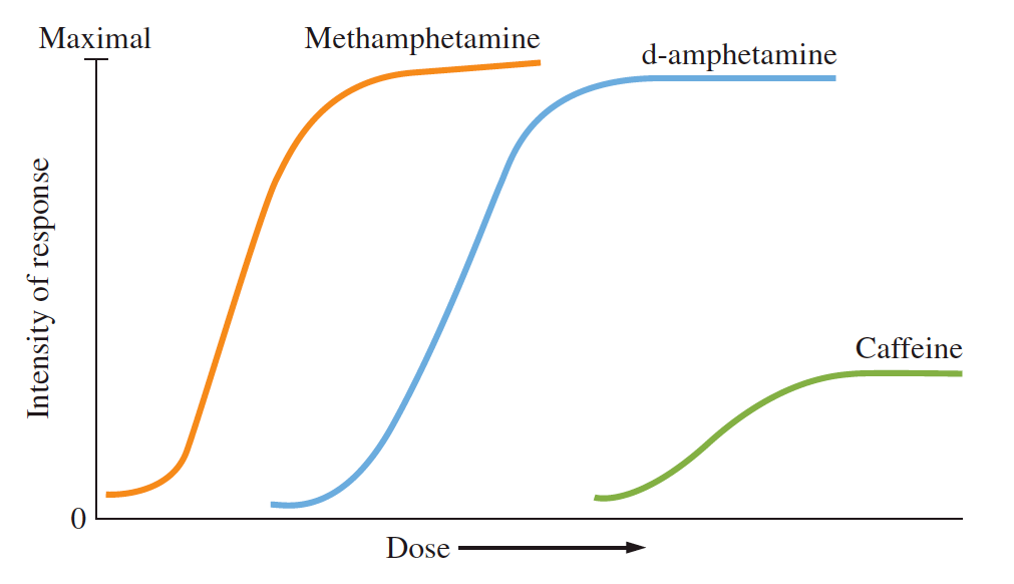 Maximal
Methamphetamine
d-amphetamine
Intensity of response
Caffeine
0
Dose